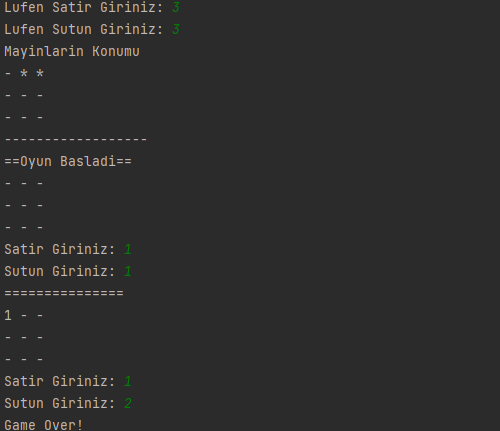 Lufen Satir Giriniz: 3
Lufen Sutun Giriniz: 3
Mayinlarin Konumu
- * *
- - -
- - -
------------------
==Oyun Basladi==
- - -
- - -
- - -
Satir Giriniz: 1
Sutun Giriniz: 1
===============
1 - -
- - -
- - -
Satir Giriniz: 1
Sutun Giriniz: 2
Game Over!